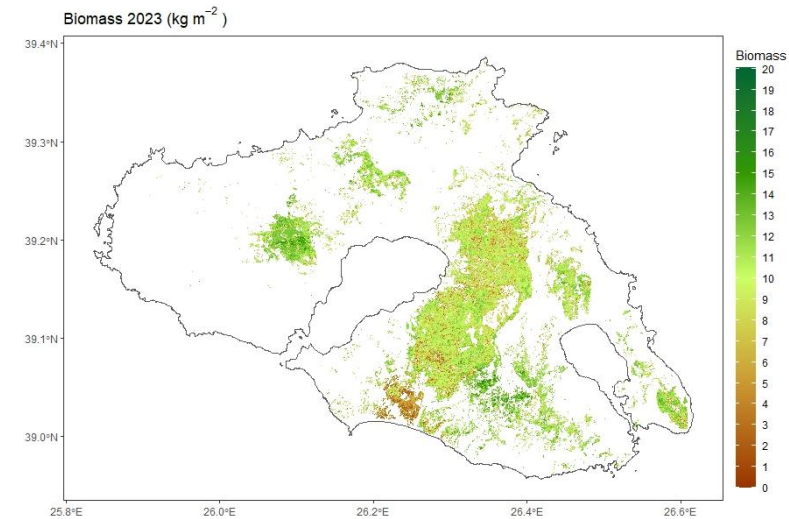 Biomass 2023 (kg m⁻² )
39.4°N
39.3°N
39.2°N
39.1°N
39.0°N
25.8°E
26.0°E
26.2°E
26.4°E
26.6°E
Biomass
20
19
18
17
16
15
14
13
12
11
10
9
8
7
6
5
4
3
2
1
0